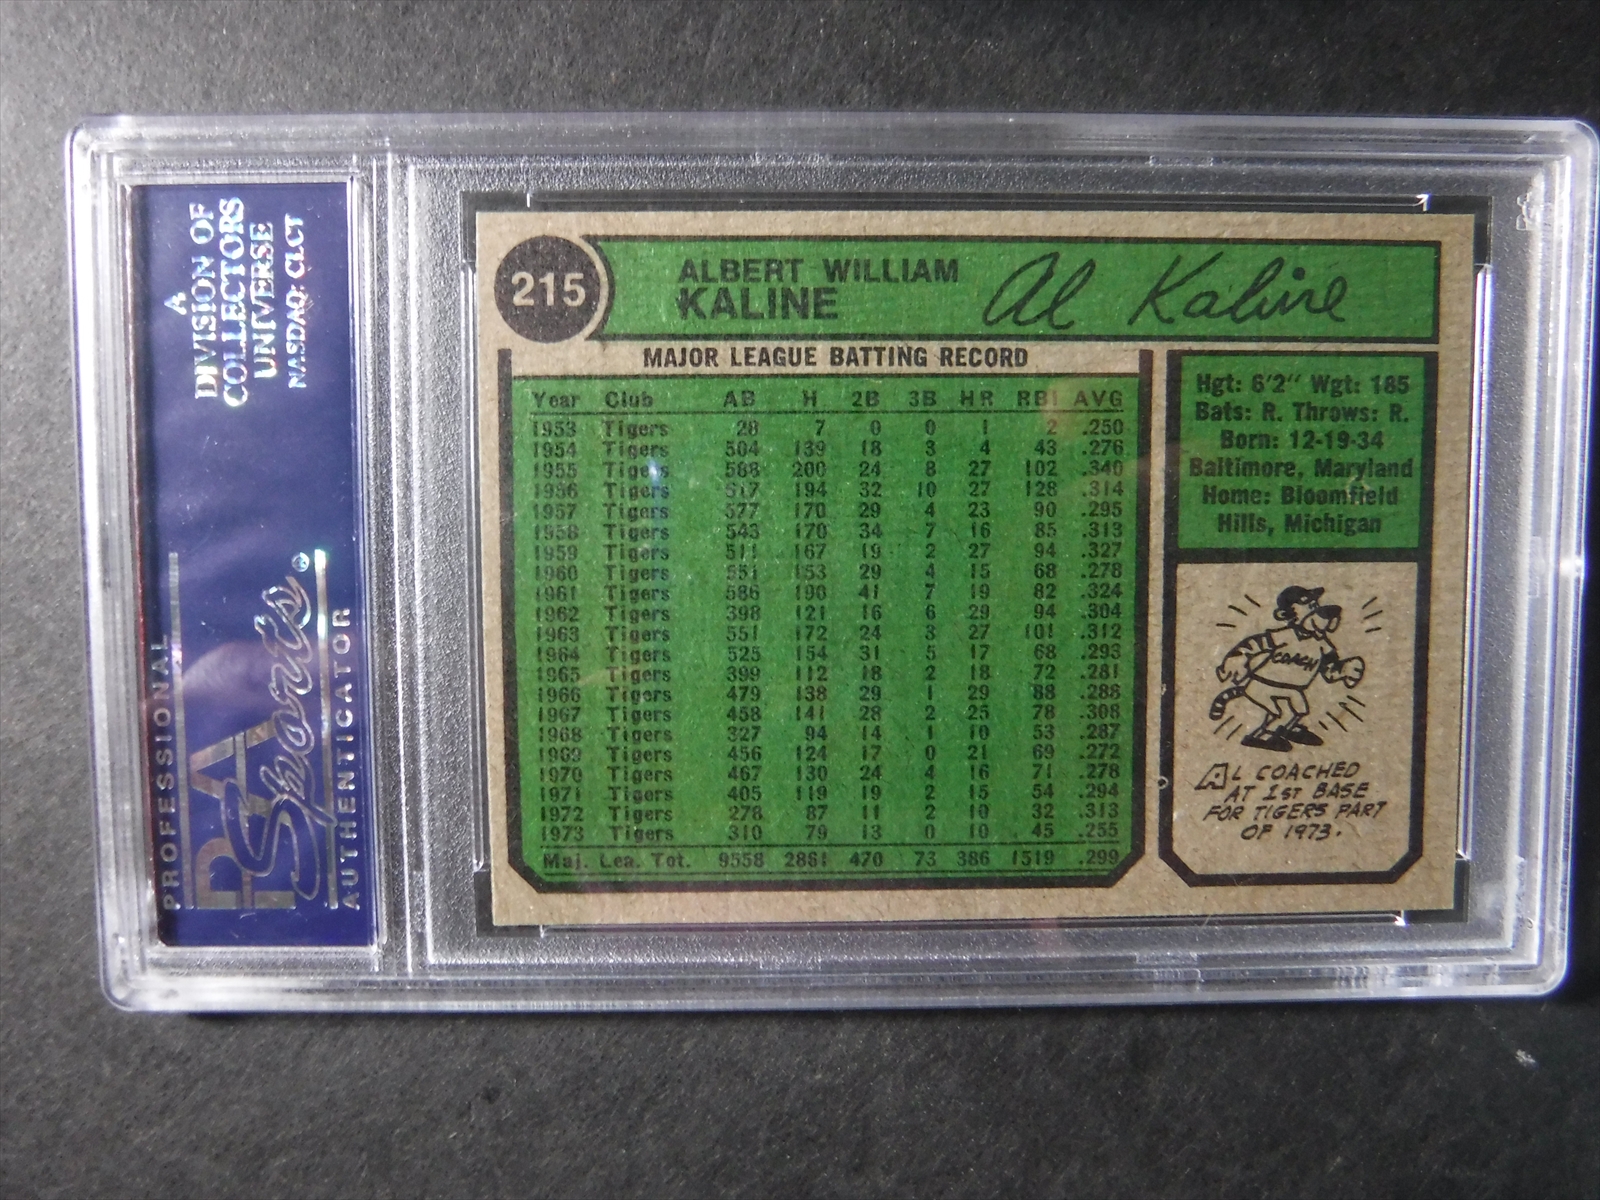 A
DIVISION OF
COLLECTORS
UNIVERSE
NASDAQ: CLCT
PROFESSIONAL
PSA
Sports®
AUTHENTICATOR
215
ALBERT WILLIAM
KALINE
Al Kaline
MAJOR LEAGUE BATTING RECORD
Year Club AB H 2B 3B HR RBI AVG
1953 Tigers 28 7 0 0 1 2 .250
1954 Tigers 504 139 18 3 4 43 .276
1955 Tigers 588 200 24 8 27 102 .340
1956 Tigers 617 194 32 10 27 128 .314
1957 Tigers 577 170 29 4 23 90 .295
1958 Tigers 543 170 34 7 16 85 .313
1959 Tigers 511 167 19 2 27 94 .327
1960 Tigers 551 153 29 4 15 68 .278
1961 Tigers 586 190 41 7 19 82 .324
1962 Tigers 398 121 16 6 29 94 .304
1963 Tigers 551 172 24 3 27 101 .312
1964 Tigers 525 154 31 5 17 68 .293
1965 Tigers 399 112 18 2 18 72 .281
1966 Tigers 479 138 29 1 29 88 .288
1967 Tigers 458 141 28 2 25 78 .308
1968 Tigers 327 94 14 1 10 53 .287
1969 Tigers 456 124 17 0 21 69 .272
1970 Tigers 467 130 24 4 16 71 .278
1971 Tigers 405 119 19 2 15 54 .294
1972 Tigers 278 87 11 2 10 32 .313
1973 Tigers 310 79 13 0 10 45 .255
Maj. Lea. Tot. 9558 2861 470 73 386 1519 .299
Hgt: 6'2" Wgt: 185
Bats: R. Throws: R.
Born: 12-19-34
Baltimore, Maryland
Home: Bloomfield
Hills, Michigan
COACH
AL COACHED
AT 1ST BASE
FOR TIGERS PART
OF 1973.